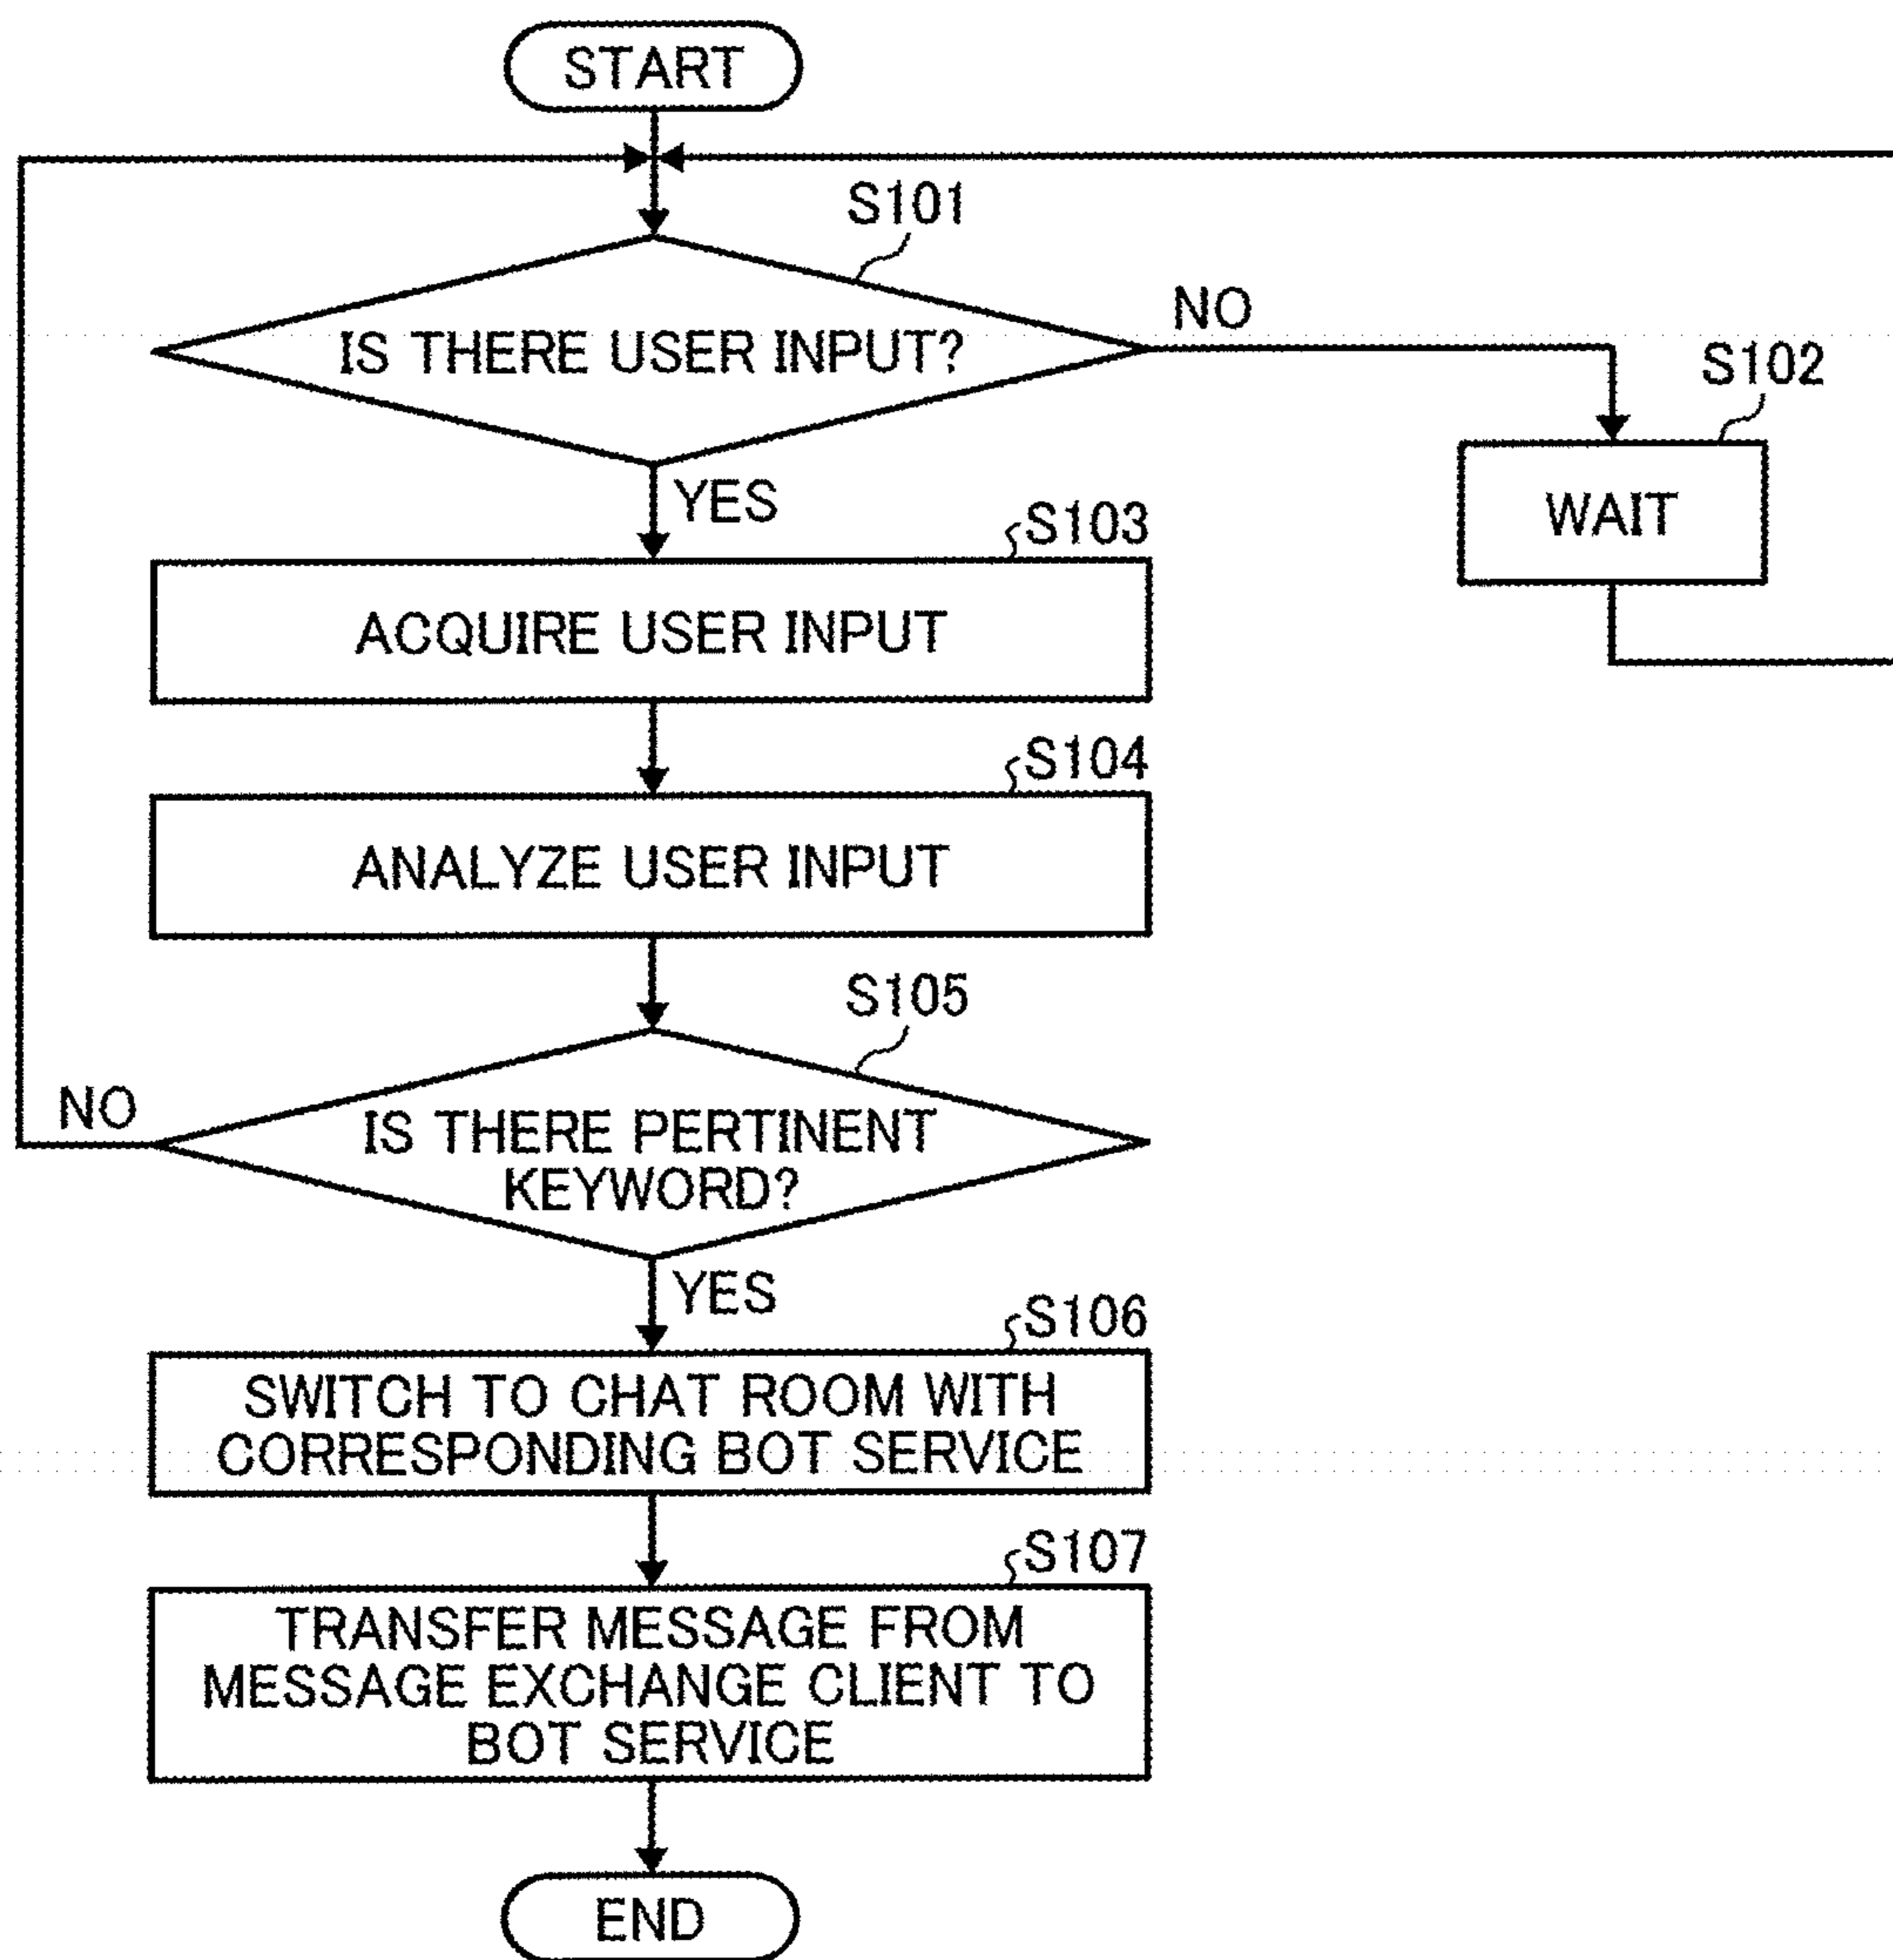 START
S101
IS THERE USER INPUT?
NO
S102
WAIT
YES
S103
ACQUIRE USER INPUT
S104
ANALYZE USER INPUT
S105
IS THERE PERTINENT
KEYWORD?
NO
YES
S106
SWITCH TO CHAT ROOM WITH
CORRESPONDING BOT SERVICE
S107
TRANSFER MESSAGE FROM
MESSAGE EXCHANGE CLIENT TO
BOT SERVICE
END